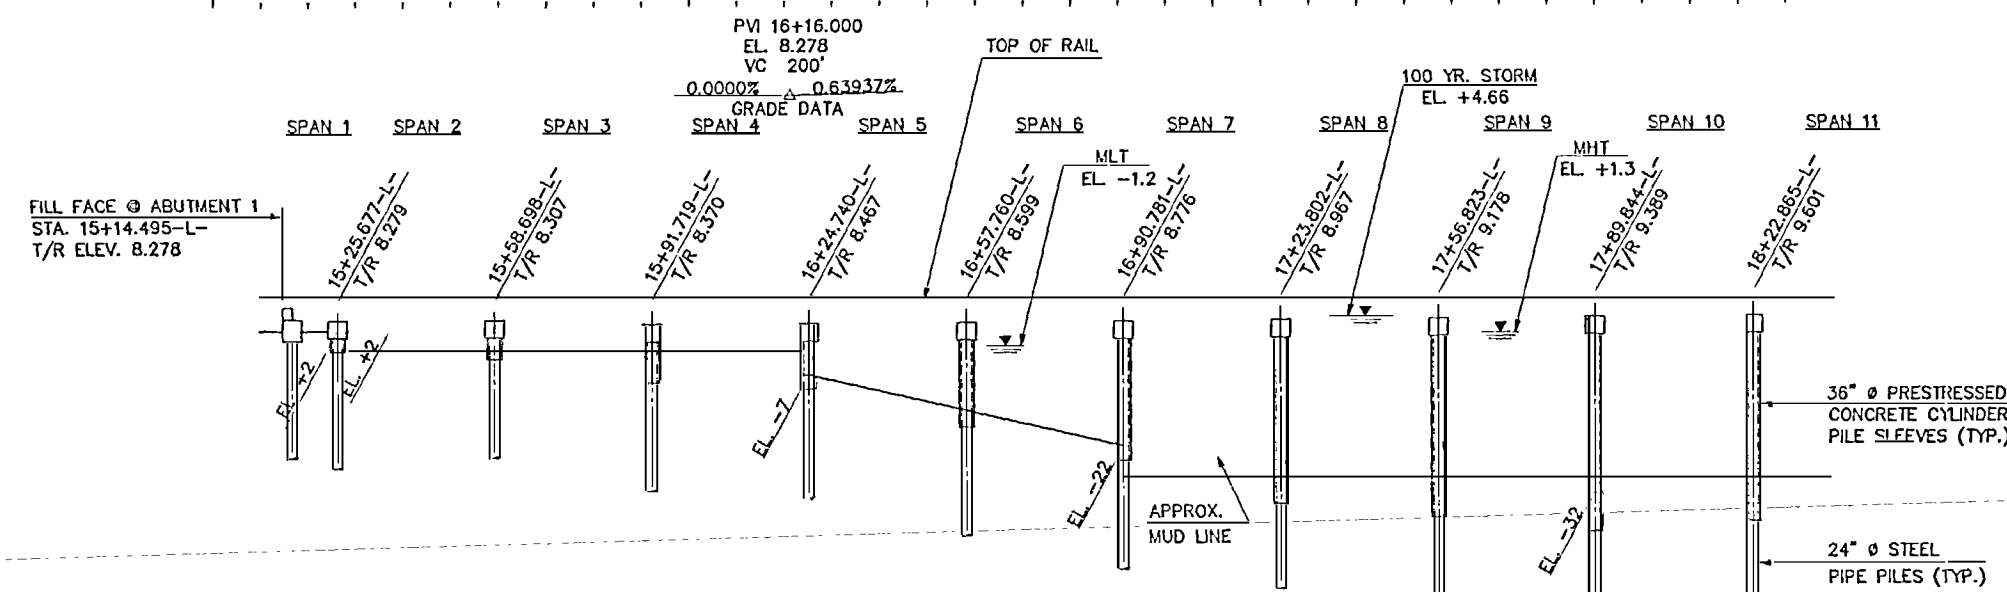 PVI 16+16.000
EL. 8.278
VC 200'
0.0000% △ 0.63937%
GRADE DATA
TOP OF RAIL
100 YR. STORM
EL. +4.66
SPAN 1
SPAN 2
SPAN 3
SPAN 4
SPAN 5
SPAN 6
SPAN 7
SPAN 8
SPAN 9
SPAN 10
SPAN 11
MLT
EL. -1.2
MHT
EL. +1.3
FILL FACE @ ABUTMENT 1
STA. 15+14.495-L-
T/R ELEV. 8.278
15+25.677-L-
T/R 8.279
15+58.698-L-
T/R 8.307
15+91.719-L-
T/R 8.370
16+24.740-L-
T/R 8.467
16+57.760-L-
T/R 8.599
16+90.781-L-
T/R 8.776
17+23.802-L-
T/R 8.967
17+56.823-L-
T/R 9.178
17+89.844-L-
T/R 9.389
18+22.865-L-
T/R 9.601
EL. +2
EL. +2
EL. -7
EL. -22
EL. -32
APPROX.
MUD LINE
36" Ø PRESTRESSED
CONCRETE CYLINDER
PILE SLEEVES (TYP.)
24" Ø STEEL
PIPE PILES (TYP.)